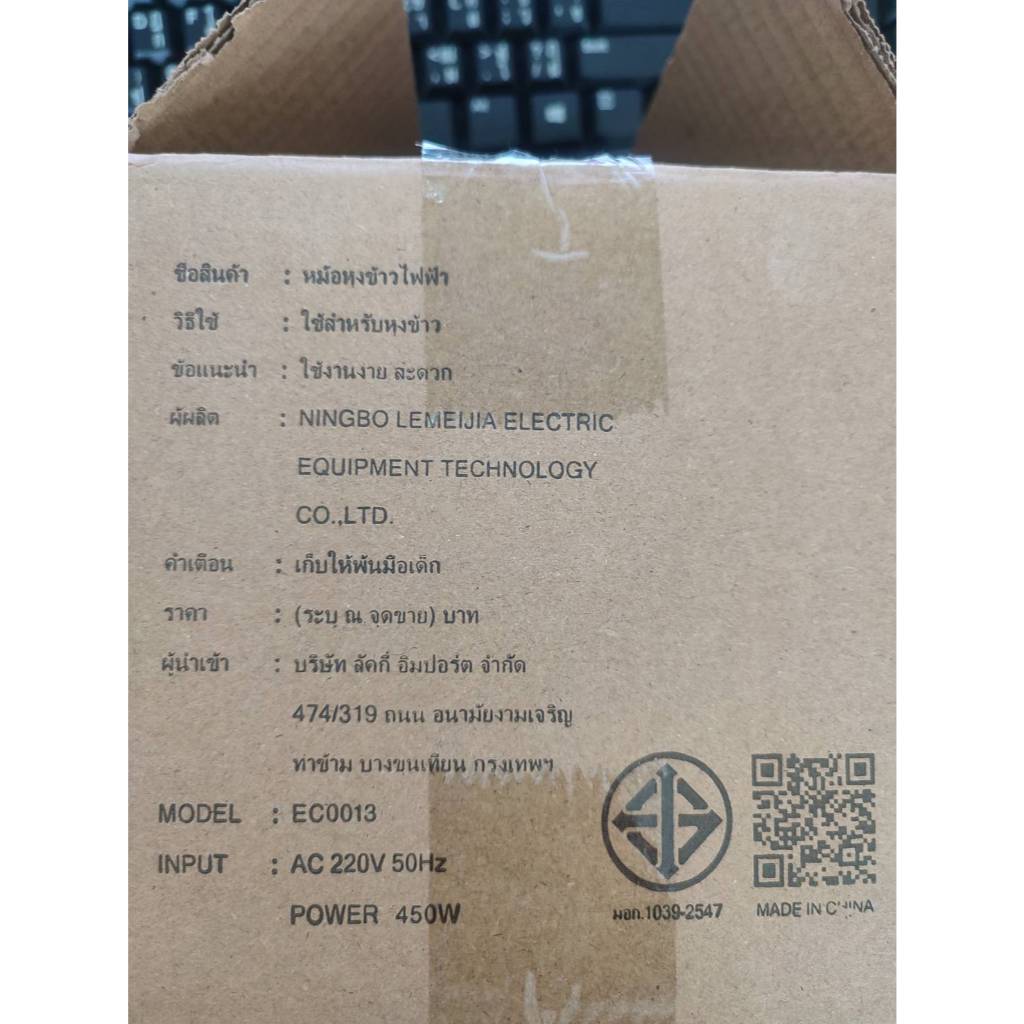 ชื่อสินค้า : หม้อหุงข้าวไฟฟ้า
วิธีใช้ : ใช้สำหรับหุงข้าว
ข้อแนะนำ : ใช้งานง่าย สะดวก
ผู้ผลิต : NINGBO LEMEIJIA ELECTRIC
EQUIPMENT TECHNOLOGY
CO.,LTD.
คำเตือน : เก็บให้พ้นมือเด็ก
ราคา : (ระบุ ณ จุดขาย) บาท
ผู้นำเข้า : บริษัท ลัคกี้ อิมปอร์ต จำกัด
474/319 ถนน อนามัยงามเจริญ
ท่าข้าม บางขุนเทียน กรุงเทพฯ
MODEL : EC0013
INPUT : AC 220V 50Hz
POWER 450W
มอก.1039-2547
MADE IN CHINA